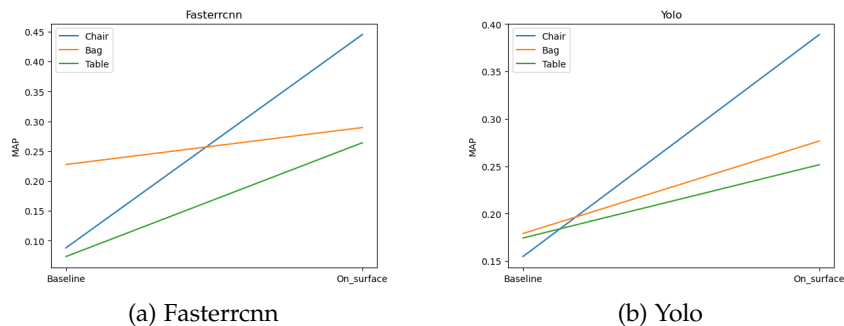 Fasterrcnn
Chair
Bag
Table
MAP
0.45
0.40
0.35
0.30
0.25
0.20
0.15
0.10
Baseline
On_surface
(a) Fasterrcnn
Yolo
Chair
Bag
Table
MAP
0.40
0.35
0.30
0.25
0.20
0.15
Baseline
On_surface
(b) Yolo